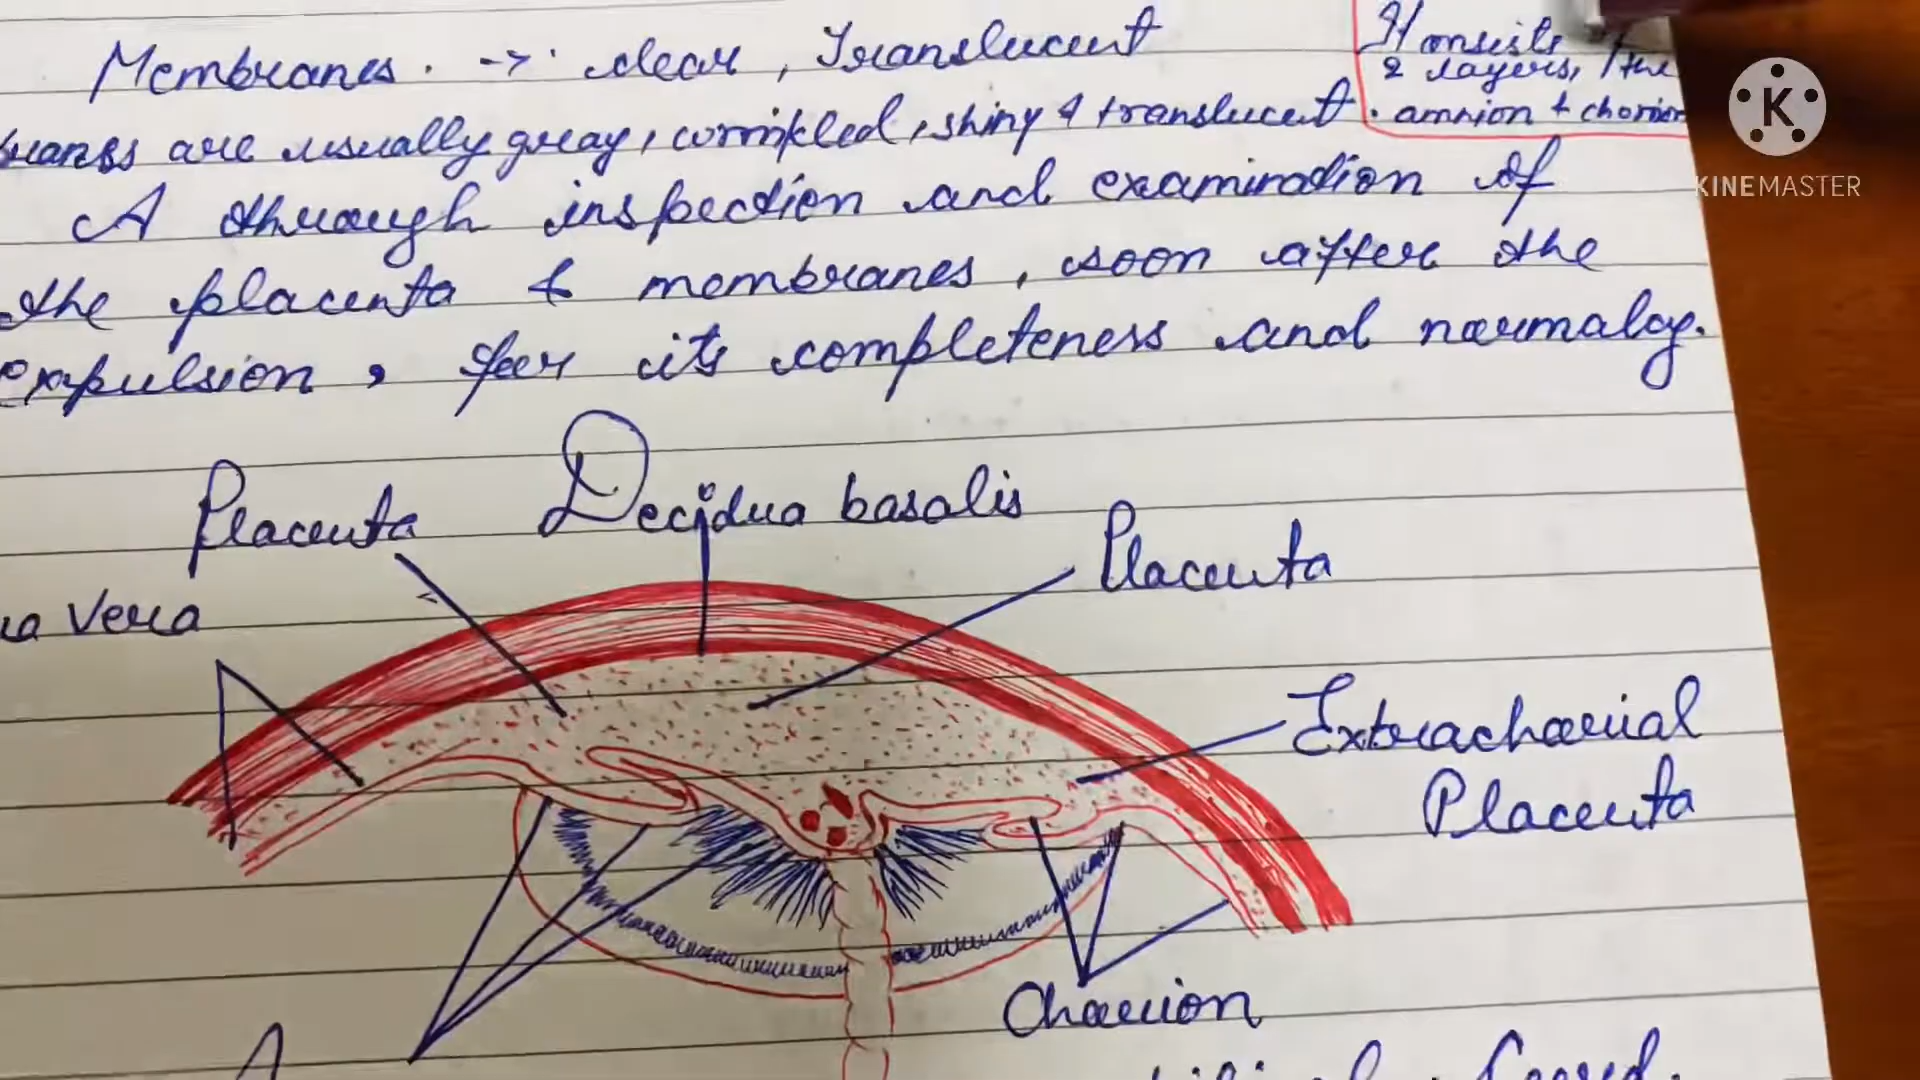 Membranes. -> clear, Translucent
It consists
2 layers, the
amnion + chorion
are usually gray, wrinkled, shiny & translucent.
A through inspection and examination of
the placenta & membranes, soon after the
expulsion, for its completeness and normalcy.
Placenta
Decidua basalis
Placenta
Vera
Extrachorial
Placenta
Chorion
K
KINEMASTER